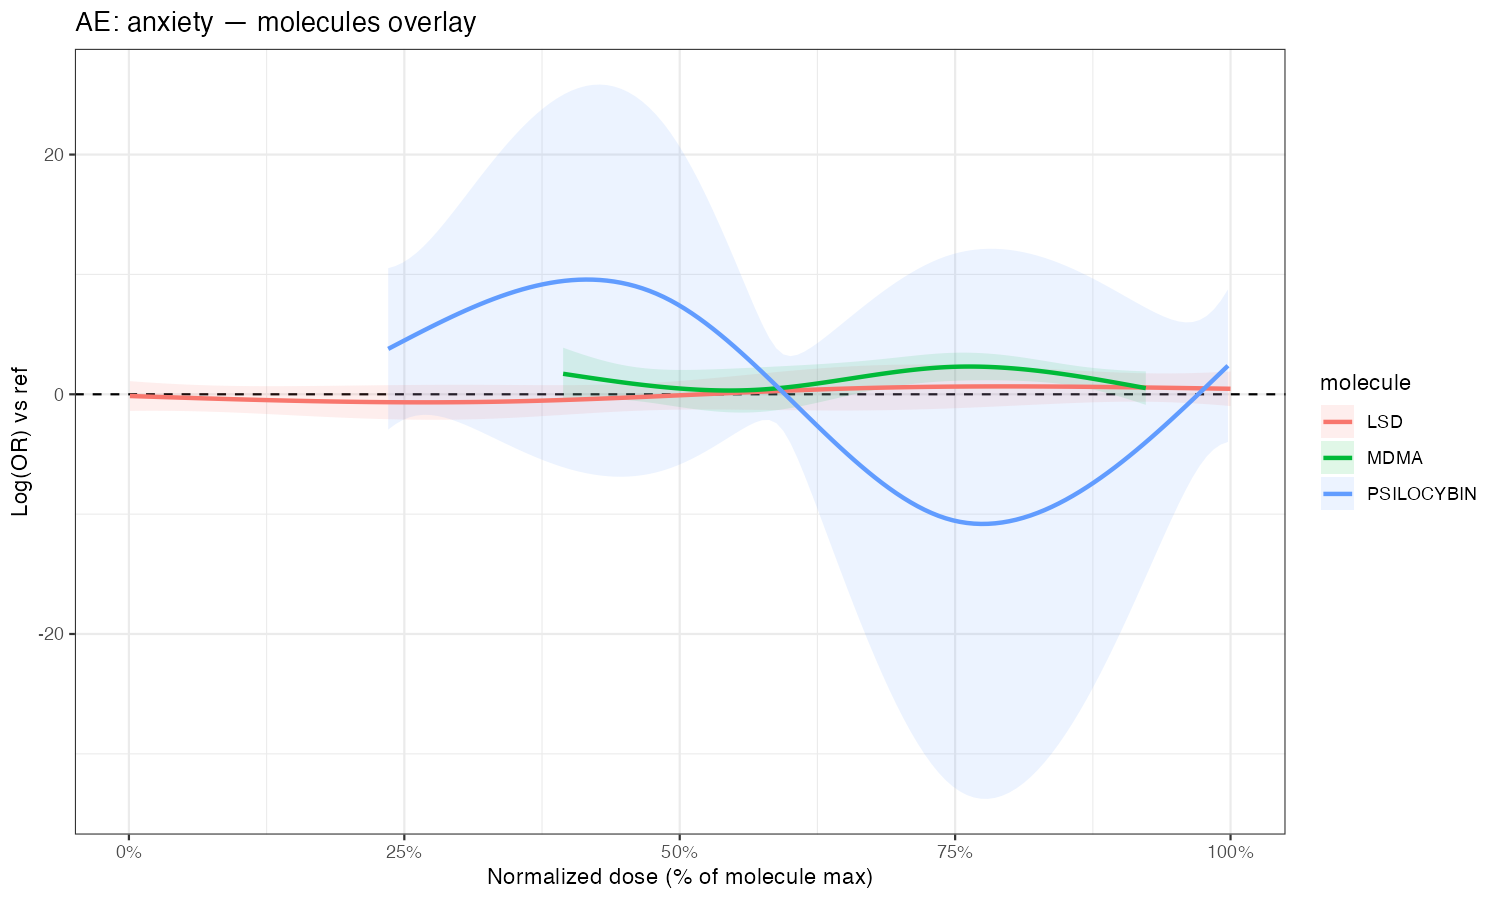 AE: anxiety — molecules overlay
Log(OR) vs ref
20
0
-20
0%
25%
50%
75%
100%
Normalized dose (% of molecule max)
molecule
LSD
MDMA
PSILOCYBIN